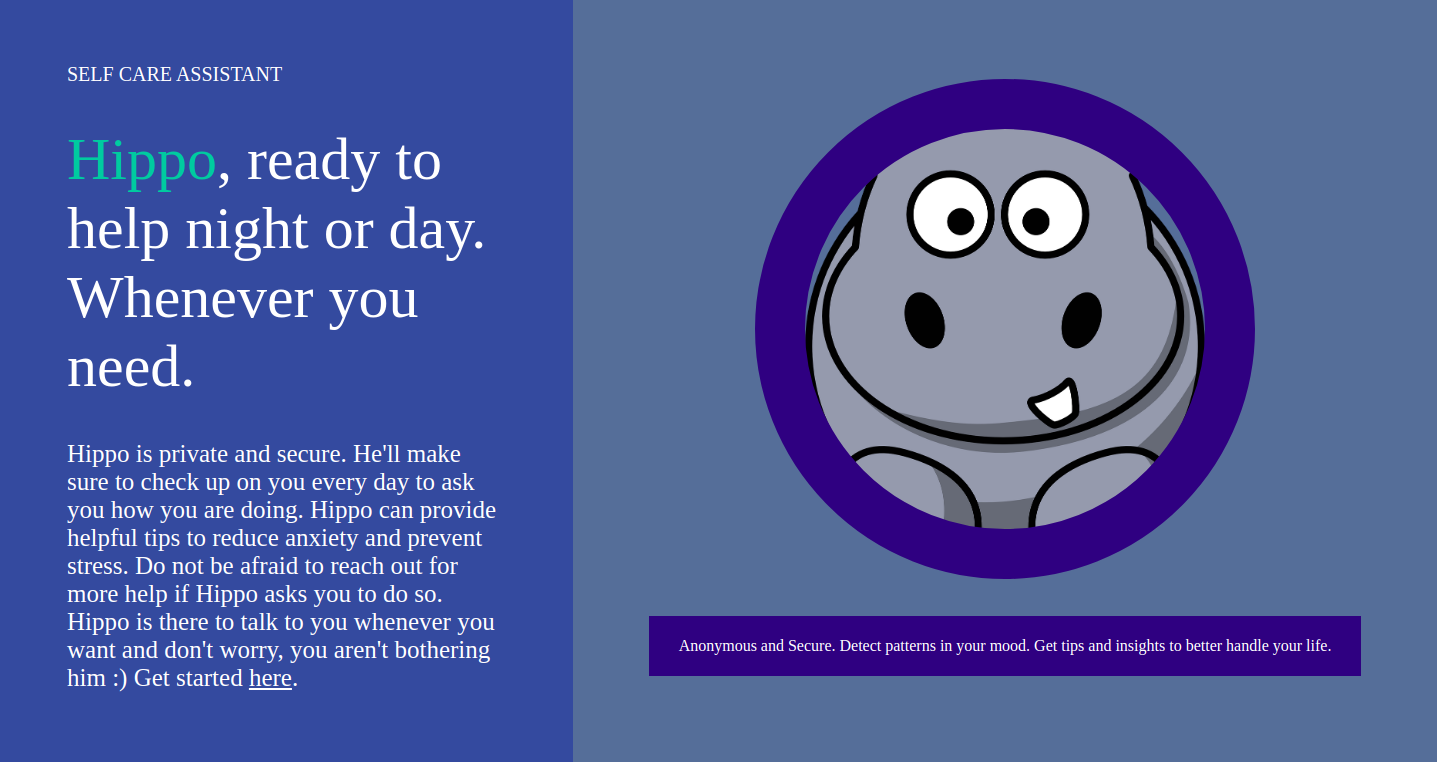 SELF CARE ASSISTANT
Hippo, ready to
help night or day.
Whenever you
need.
Hippo is private and secure. He'll make
sure to check up on you every day to ask
you how you are doing. Hippo can provide
helpful tips to reduce anxiety and prevent
stress. Do not be afraid to reach out for
more help if Hippo asks you to do so.
Hippo is there to talk to you whenever you
want and don't worry, you aren't bothering
him :) Get started here.
Anonymous and Secure. Detect patterns in your mood. Get tips and insights to better handle your life.